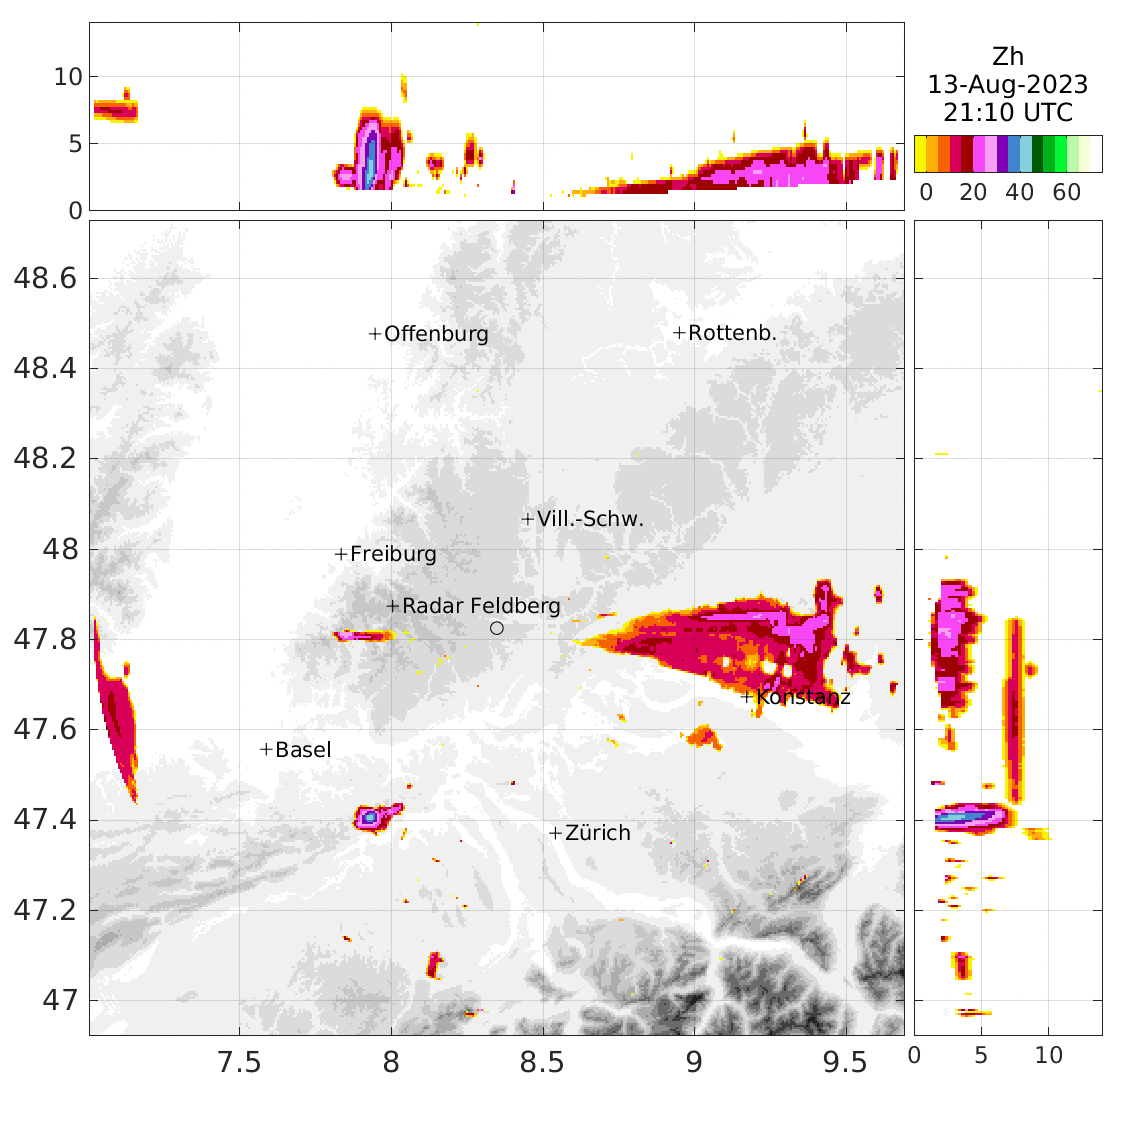 Zh
13-Aug-2023
21:10 UTC
0 20 40 60
10
5
0
48.6
48.4
48.2
48
47.8
47.6
47.4
47.2
47
Offenburg
Rottenb.
Vill.-Schw.
Freiburg
Radar Feldberg
Konstanz
Basel
Zürich
7.5 8 8.5 9 9.5
0 5 10